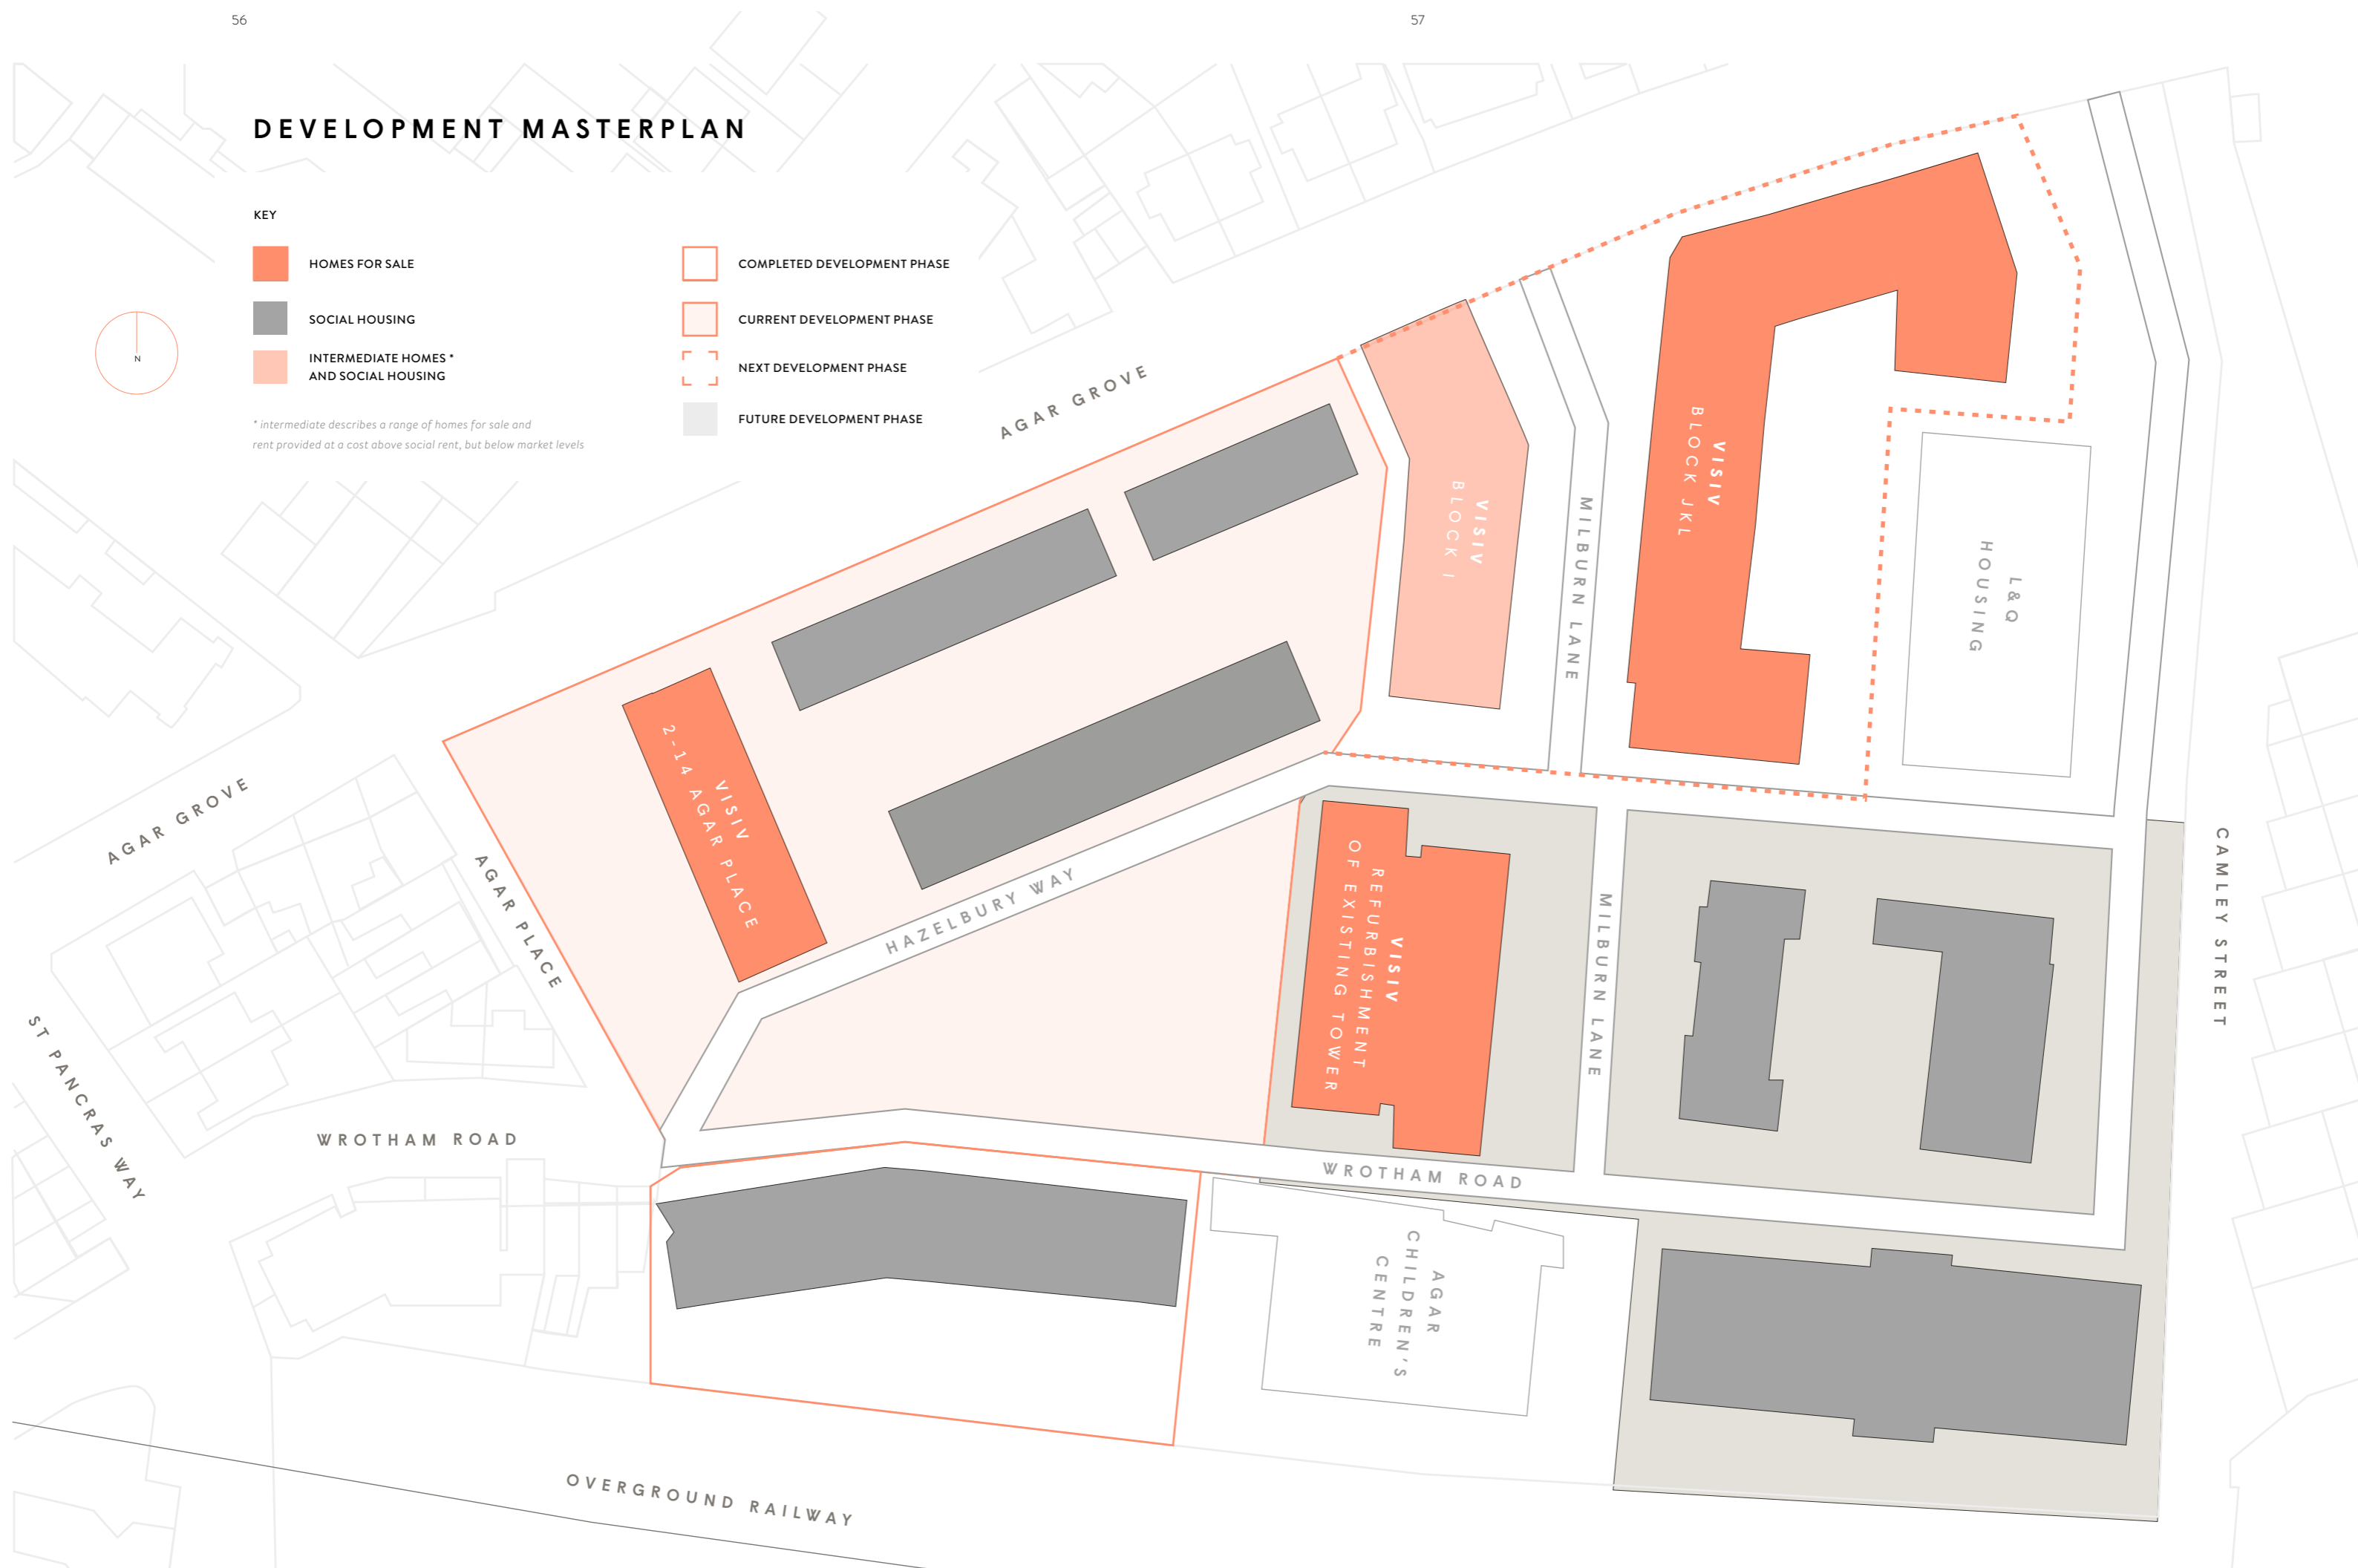 56
57
DEVELOPMENT MASTERPLAN
KEY
HOMES FOR SALE
SOCIAL HOUSING
INTERMEDIATE HOMES *
AND SOCIAL HOUSING
* intermediate describes a range of homes for sale and
rent provided at a cost above social rent, but below market levels
COMPLETED DEVELOPMENT PHASE
CURRENT DEVELOPMENT PHASE
NEXT DEVELOPMENT PHASE
FUTURE DEVELOPMENT PHASE
N
AGAR GROVE
VISIV
BLOCK I
MILBURN LANE
VISIV
BLOCK JKL
L&Q
HOUSING
VISIV
2-14 AGAR PLACE
AGAR GROVE
AGAR PLACE
HAZELBURY WAY
VISIV
REFURBISHMENT
OF EXISTING TOWER
MILBURN LANE
CAMLEY STREET
ST PANCRAS WAY
WROTHAM ROAD
WROTHAM ROAD
AGAR
CHILDREN'S
CENTRE
OVERGROUND RAILWAY